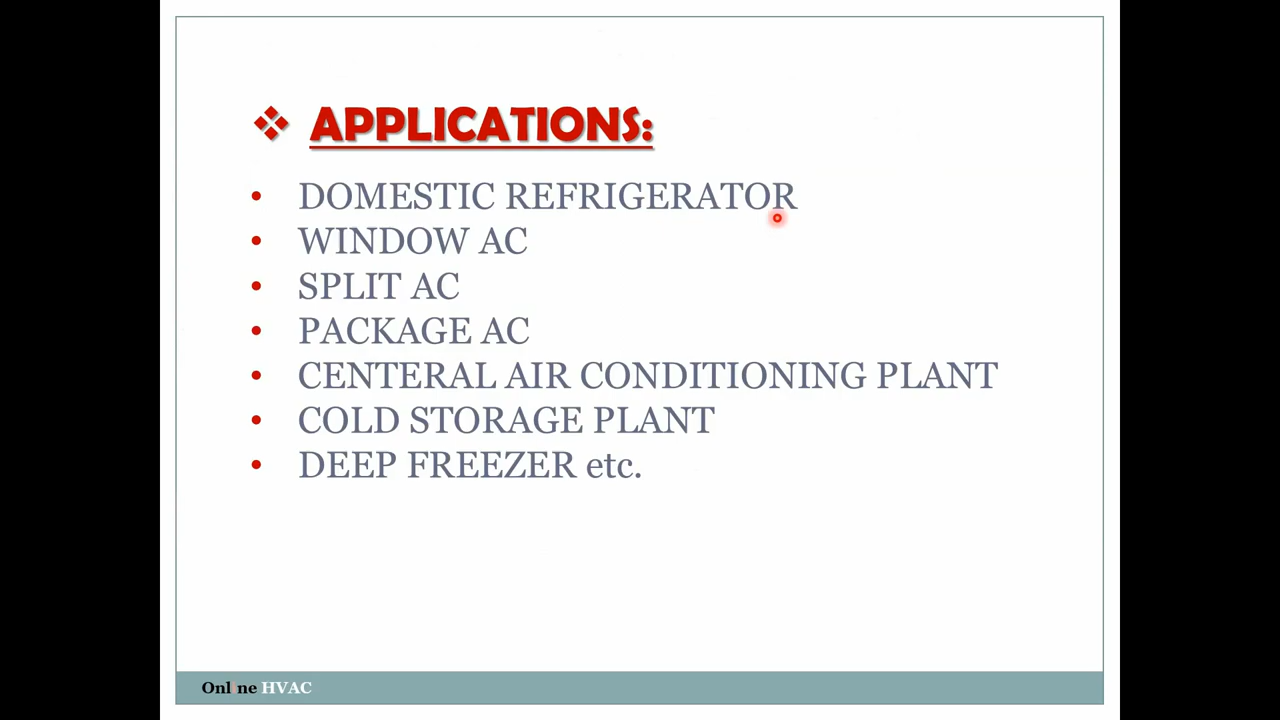 ❖ APPLICATIONS:
• DOMESTIC REFRIGERATOR
• WINDOW AC
• SPLIT AC
• PACKAGE AC
• CENTERAL AIR CONDITIONING PLANT
• COLD STORAGE PLANT
• DEEP FREEZER etc.
Online HVAC